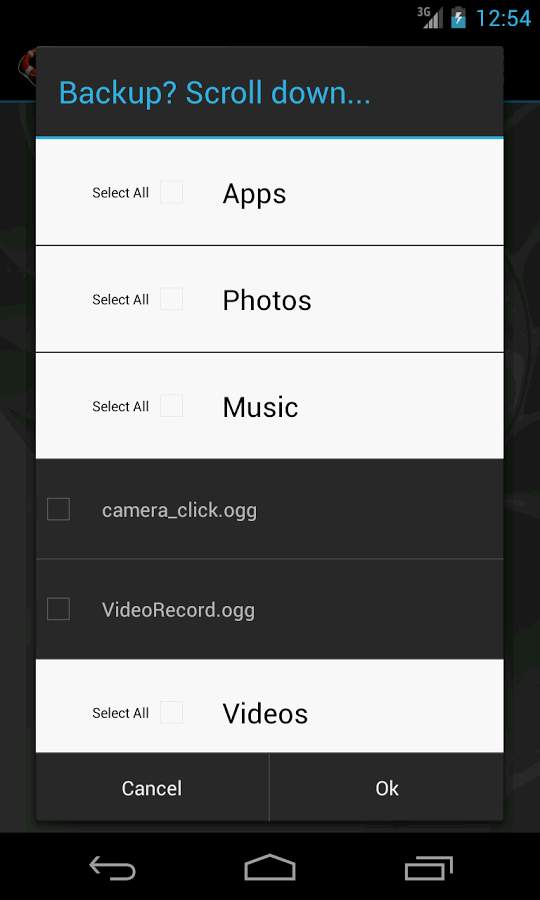 3G 12:54
Backup? Scroll down...
Select All Apps
Select All Photos
Select All Music
camera_click.ogg
VideoRecord.ogg
Select All Videos
Cancel Ok